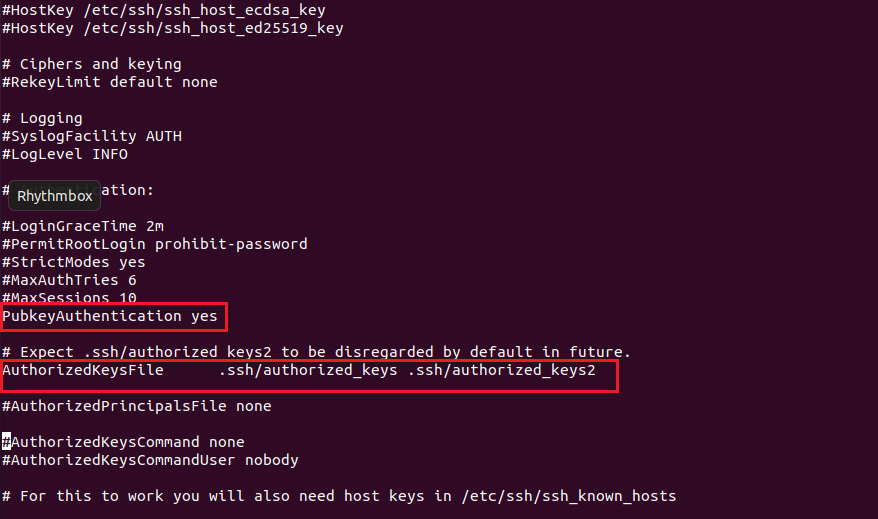 #HostKey /etc/ssh/ssh_host_ecdsa_key
#HostKey /etc/ssh/ssh_host_ed25519_key
# Ciphers and keying
#RekeyLimit default none
# Logging
#SyslogFacility AUTH
#LogLevel INFO
# Authentication:
Rhythmbox
#LoginGraceTime 2m
#PermitRootLogin prohibit-password
#StrictModes yes
#MaxAuthTries 6
#MaxSessions 10
PubkeyAuthentication yes
# Expect .ssh/authorized_keys2 to be disregarded by default in future.
AuthorizedKeysFile .ssh/authorized_keys .ssh/authorized_keys2
#AuthorizedPrincipalsFile none
#AuthorizedKeysCommand none
#AuthorizedKeysCommandUser nobody
# For this to work you will also need host keys in /etc/ssh/ssh_known_hosts